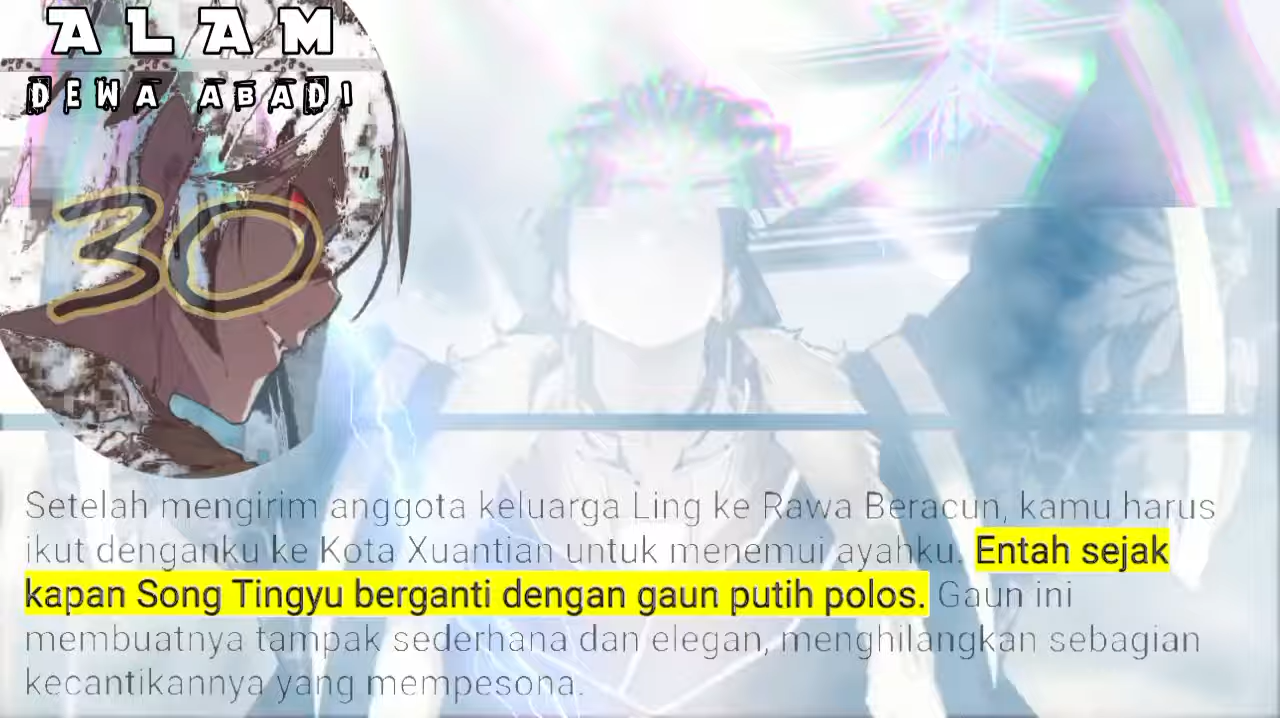 ALAM
DEWA ABADI
30
Setelah mengirim anggota keluarga Ling ke Rawa Beracun, kamu harus
ikut denganku ke Kota Xuantian untuk menemui ayahku. Entah sejak
kapan Song Tingyu berganti dengan gaun putih polos. Gaun ini
membuatnya tampak sederhana dan elegan, menghilangkan sebagian
kecantikannya yang mempesona.